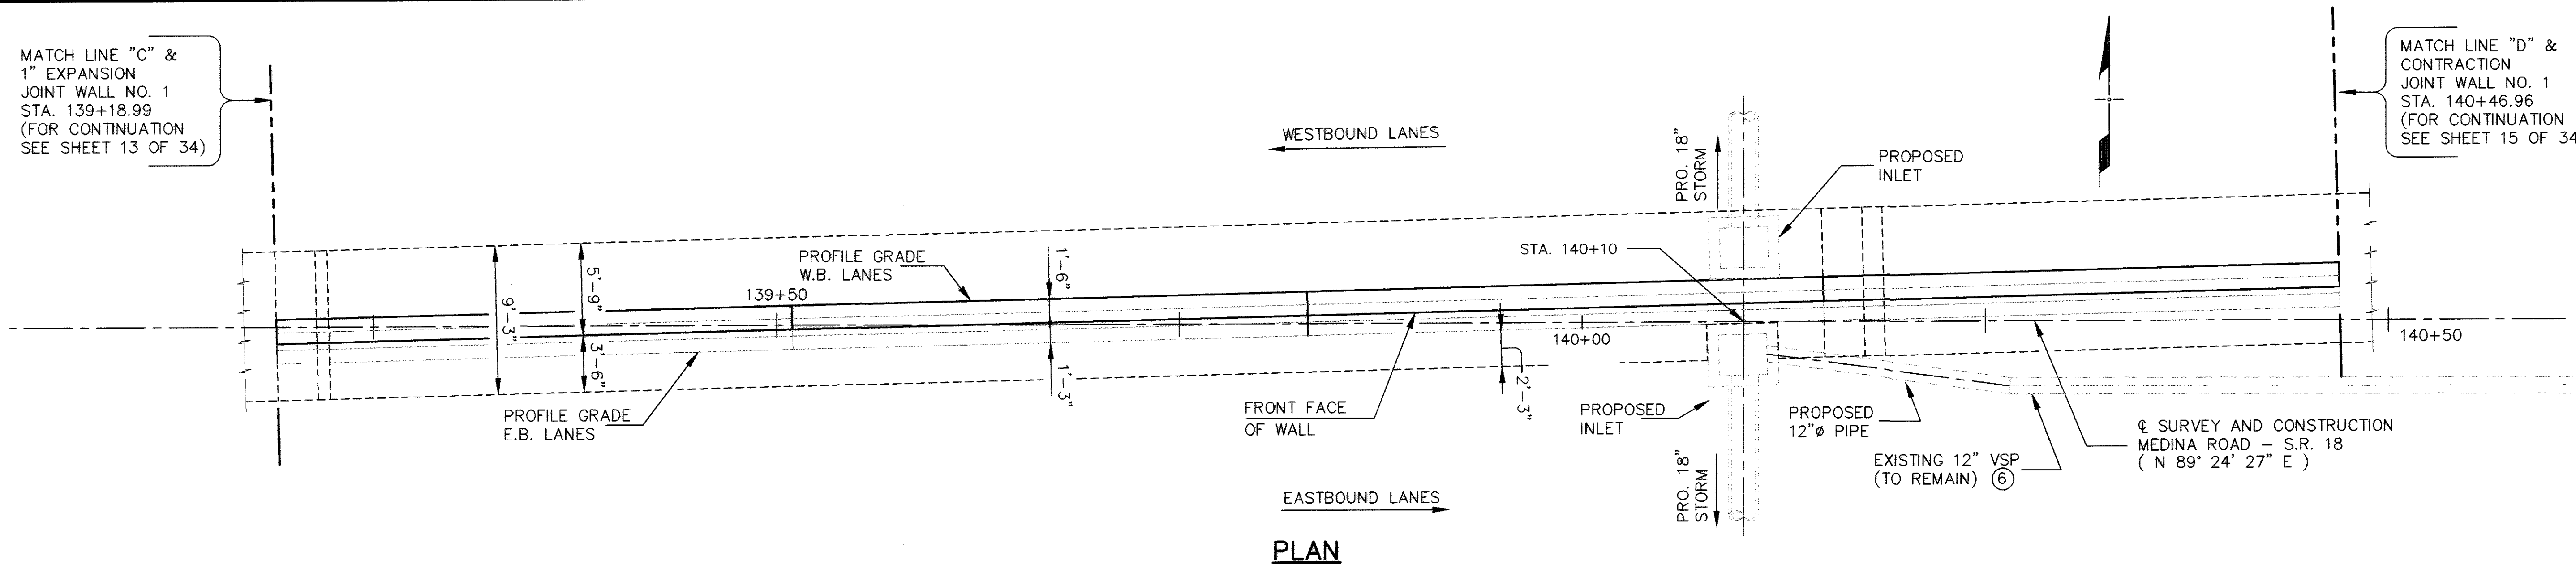 MATCH LINE "C" &
1" EXPANSION
JOINT WALL NO. 1
STA. 139+18.99
(FOR CONTINUATION
SEE SHEET 13 OF 34)
WESTBOUND LANES
PRO. 18"
STORM
PROPOSED
INLET
MATCH LINE "D" &
CONTRACTION
JOINT WALL NO. 1
STA. 140+46.96
(FOR CONTINUATION
SEE SHEET 15 OF 34
PROFILE GRADE
W.B. LANES
139+50
1'-6"
STA. 140+10
5'-9"
9'-3"
3'-6"
1'-3"
2'-3"
140+00
140+50
PROFILE GRADE
E.B. LANES
FRONT FACE
OF WALL
PROPOSED
INLET
PROPOSED
12"ø PIPE
℄ SURVEY AND CONSTRUCTION
MEDINA ROAD – S.R. 18
( N 89° 24' 27" E )
EXISTING 12" VSP
(TO REMAIN) ⑥
EASTBOUND LANES
PRO. 18"
STORM
PLAN